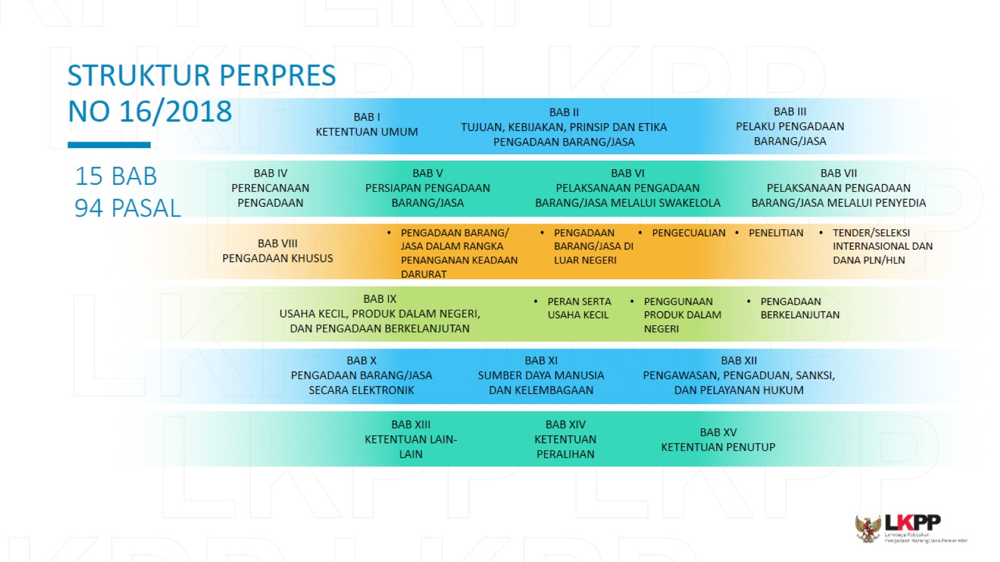 STRUKTUR PERPRES
NO 16/2018
15 BAB
94 PASAL
BAB I
KETENTUAN UMUM
BAB II
TUJUAN, KEBIJAKAN, PRINSIP DAN ETIKA
PENGADAAN BARANG/JASA
BAB III
PELAKU PENGADAAN
BARANG/JASA
BAB IV
PERENCANAAN
PENGADAAN
BAB V
PERSIAPAN PENGADAAN
BARANG/JASA
BAB VI
PELAKSANAAN PENGADAAN
BARANG/JASA MELALUI SWAKELOLA
BAB VII
PELAKSANAAN PENGADAAN
BARANG/JASA MELALUI PENYEDIA
BAB VIII
PENGADAAN KHUSUS
• PENGADAAN BARANG/
JASA DALAM RANGKA
PENANGANAN KEADAAN
DARURAT
• PENGADAAN
BARANG/JASA DI
LUAR NEGERI
• PENGECUALIAN
• PENELITIAN
• TENDER/SELEKSI
INTERNASIONAL DAN
DANA PLN/HLN
BAB IX
USAHA KECIL, PRODUK DALAM NEGERI,
DAN PENGADAAN BERKELANJUTAN
• PERAN SERTA
USAHA KECIL
• PENGGUNAAN
PRODUK DALAM
NEGERI
• PENGADAAN
BERKELANJUTAN
BAB X
PENGADAAN BARANG/JASA
SECARA ELEKTRONIK
BAB XI
SUMBER DAYA MANUSIA
DAN KELEMBAGAAN
BAB XII
PENGAWASAN, PENGADUAN, SANKSI,
DAN PELAYANAN HUKUM
BAB XIII
KETENTUAN LAIN-
LAIN
BAB XIV
KETENTUAN
PERALIHAN
BAB XV
KETENTUAN PENUTUP
LKPP
Lembaga Kebijakan
Pengadaan Barang/Jasa Pemerintah